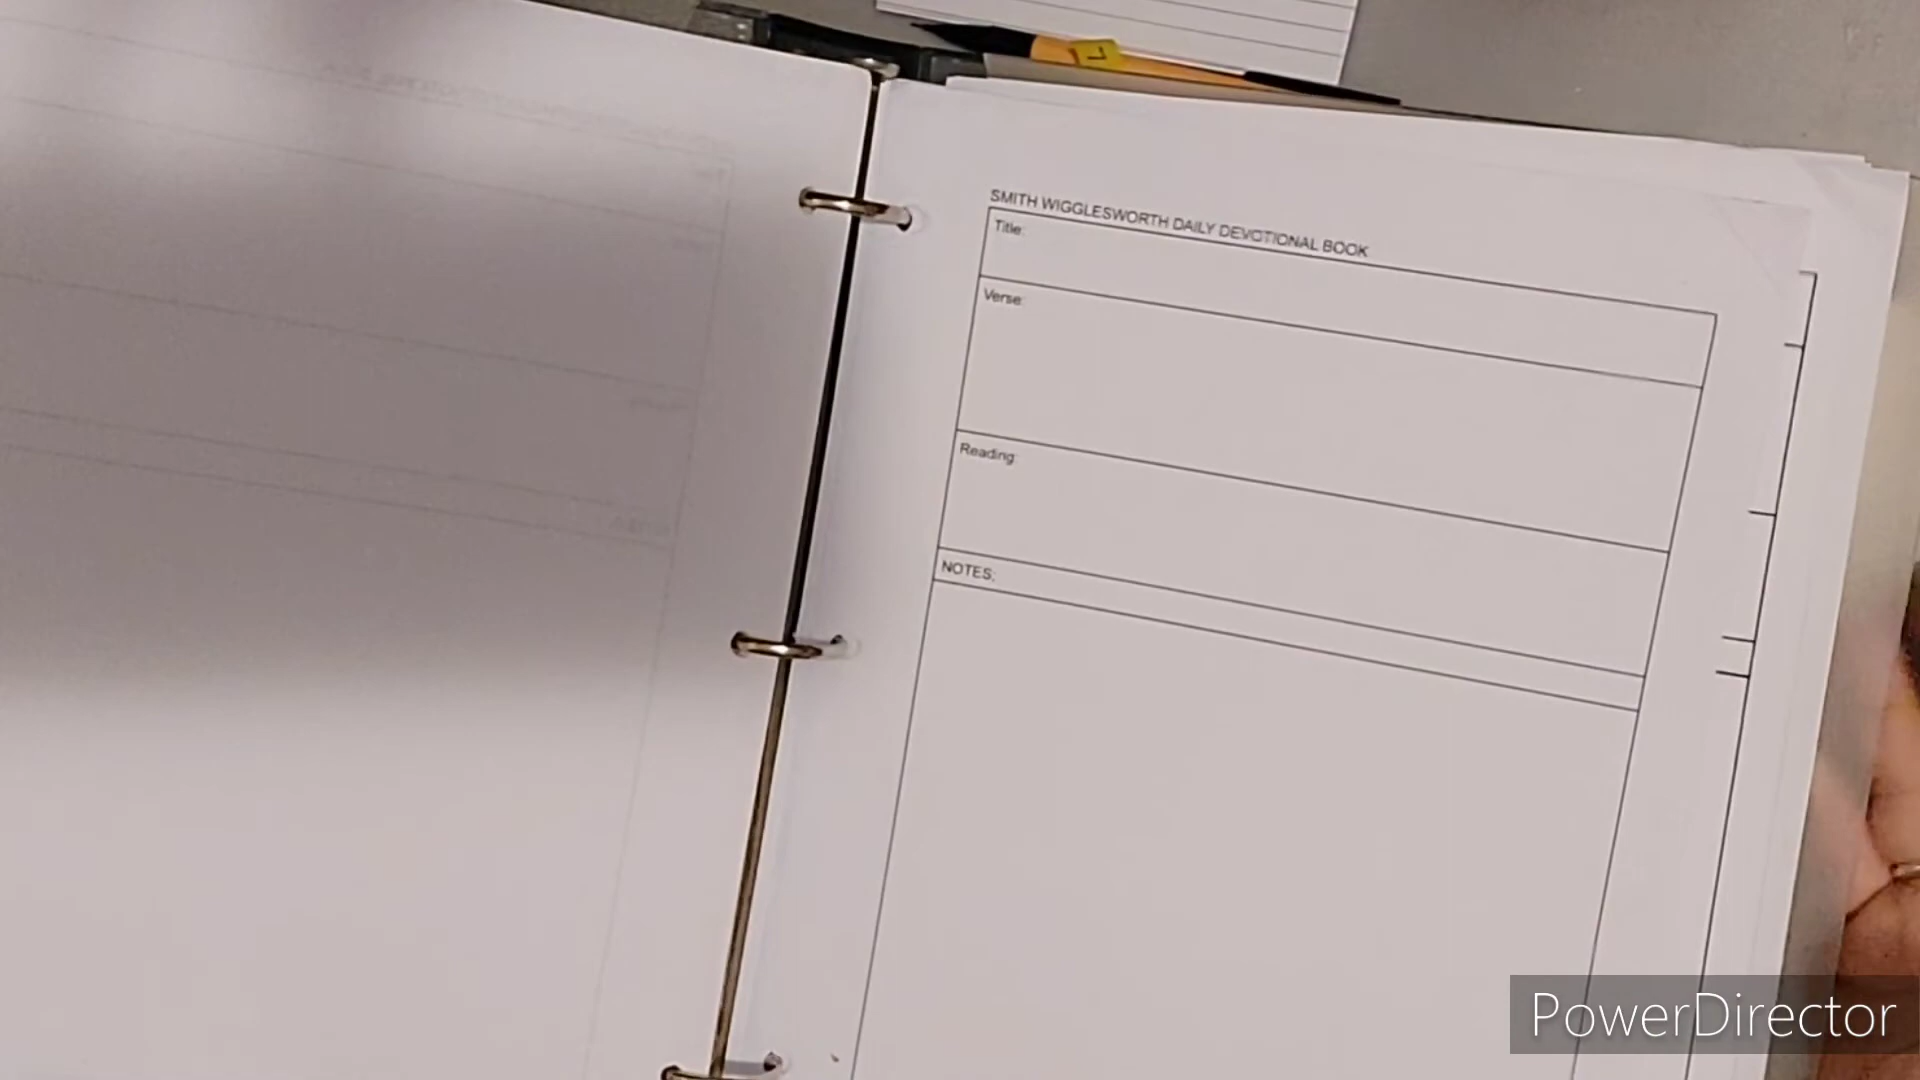 SMITH WIGGLESWORTH DAILY DEVOTIONAL BOOK
Title:
Verse:
Reading:
NOTES;
PowerDirector